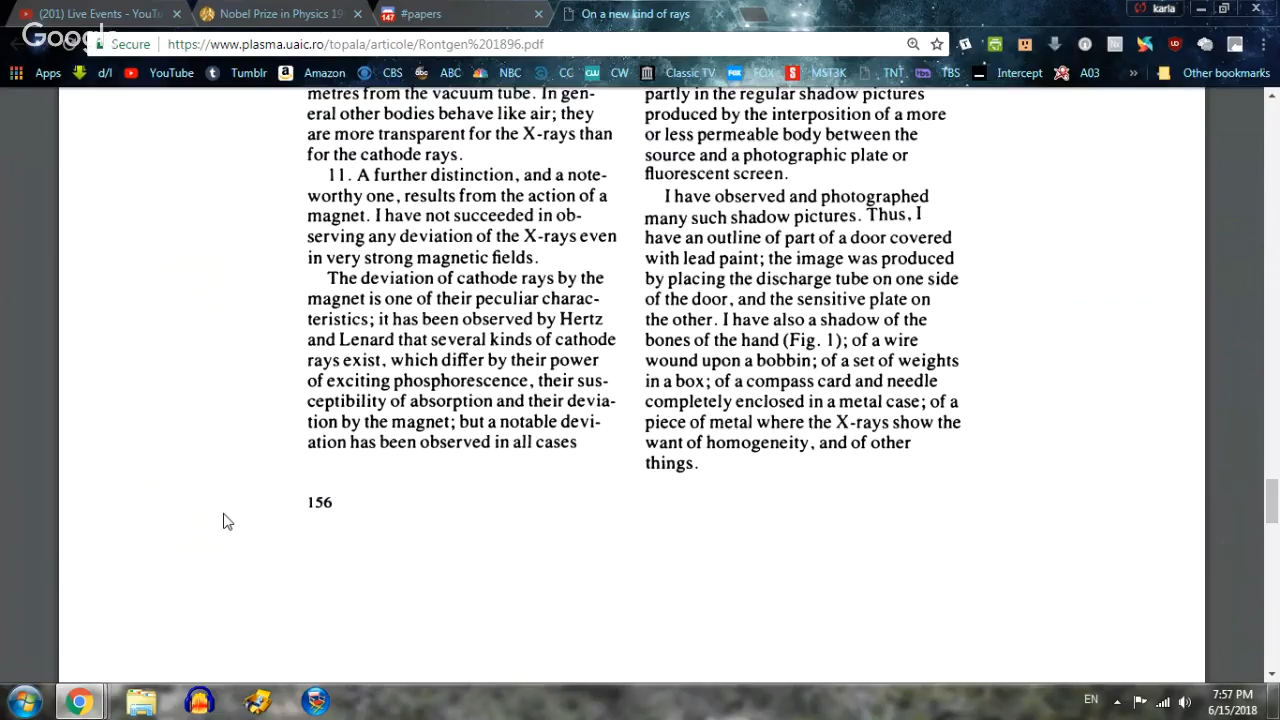 (201) Live Events - YouTu
Nobel Prize in Physics 19
147
#papers
On a new kind of rays
karla
Google
Secure
https://www.plasma.uaic.ro/topala/articole/Rontgen%201896.pdf
Apps
d/l
YouTube
Tumblr
Amazon
CBS
ABC
NBC
CC
CW
Classic TV
FOX
MST3K
TNT
TBS
Intercept
A03
»
Other bookmarks
metres from the vacuum tube. In gen-
eral other bodies behave like air; they
are more transparent for the X-rays than
for the cathode rays.
11. A further distinction, and a note-
worthy one, results from the action of a
magnet. I have not succeeded in ob-
serving any deviation of the X-rays even
in very strong magnetic fields.
The deviation of cathode rays by the
magnet is one of their peculiar charac-
teristics; it has been observed by Hertz
and Lenard that several kinds of cathode
rays exist, which differ by their power
of exciting phosphorescence, their sus-
ceptibility of absorption and their devia-
tion by the magnet; but a notable devi-
ation has been observed in all cases
156
partly in the regular shadow pictures
produced by the interposition of a more
or less permeable body between the
source and a photographic plate or
fluorescent screen.
I have observed and photographed
many such shadow pictures. Thus, I
have an outline of part of a door covered
with lead paint; the image was produced
by placing the discharge tube on one side
of the door, and the sensitive plate on
the other. I have also a shadow of the
bones of the hand (Fig. 1); of a wire
wound upon a bobbin; of a set of weights
in a box; of a compass card and needle
completely enclosed in a metal case; of a
piece of metal where the X-rays show the
want of homogeneity, and of other
things.
EN
7:57 PM
6/15/2018